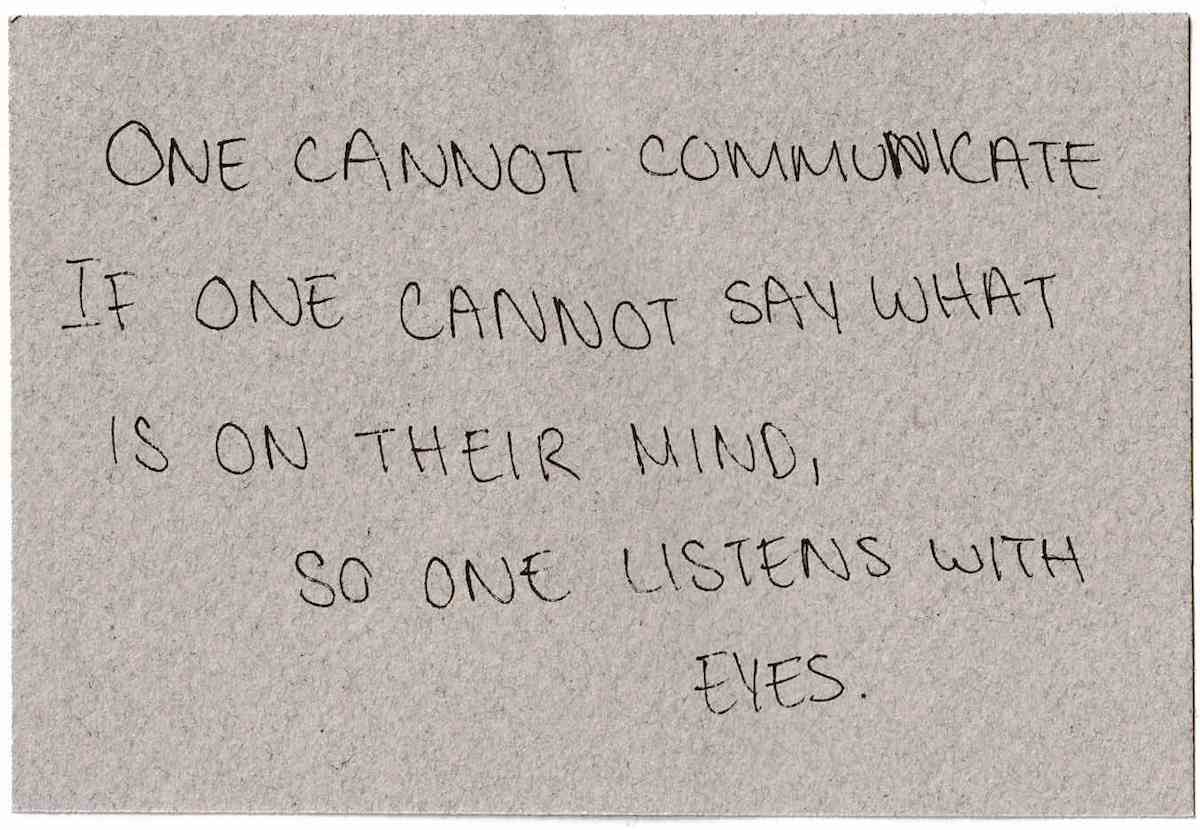 ONE CANNOT COMMUNICATE
IF ONE CANNOT SAY WHAT
IS ON THEIR MIND,
SO ONE LISTENS WITH
EYES.